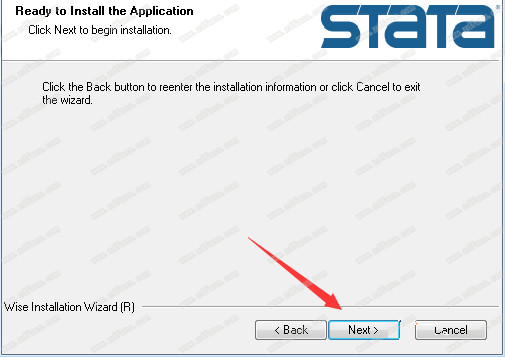 Ready to Install the Application
Click Next to begin installation.
STATA®
Click the Back button to reenter the installation information or click Cancel to exit
the wizard.
Wise Installation Wizard (R)
< Back
Next >
Cancel